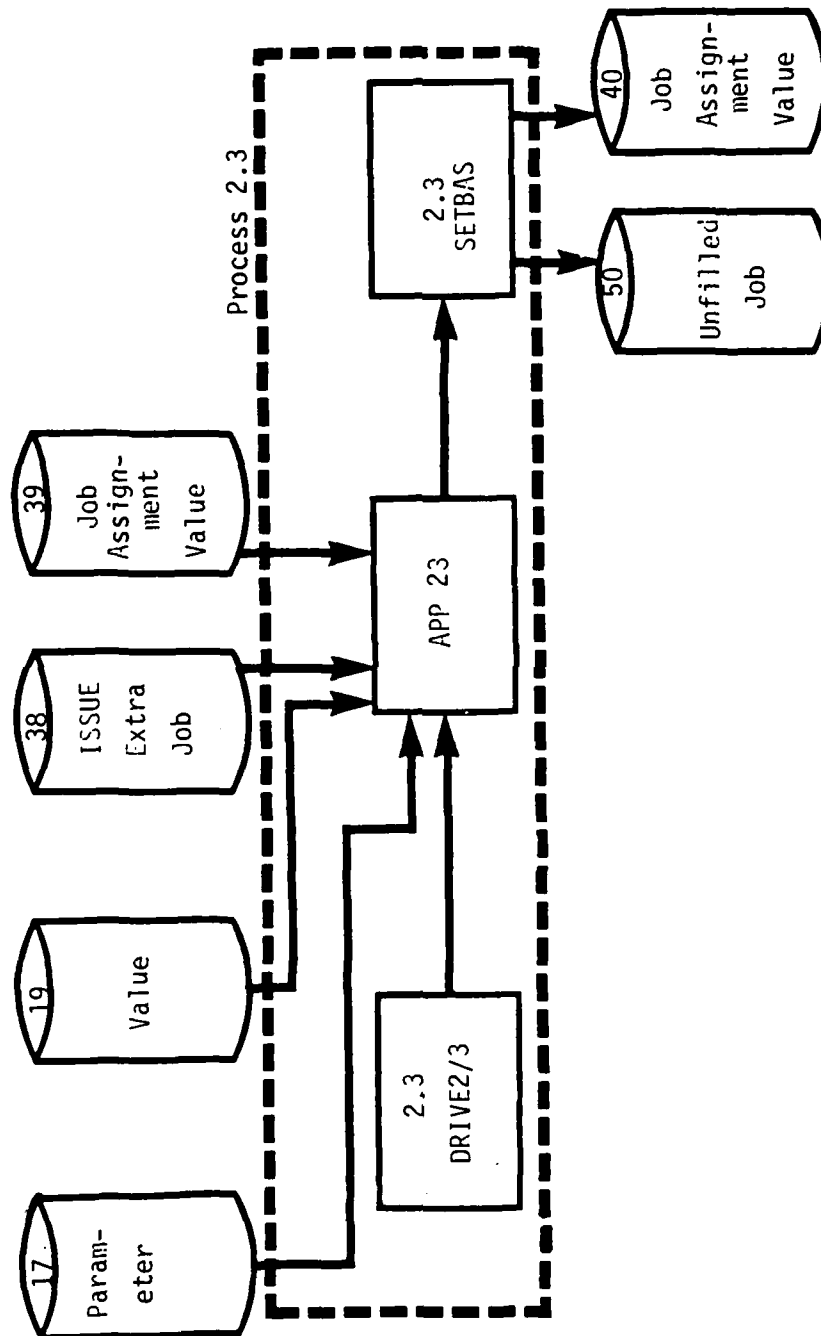 17
Param-
eter
19
Value
38
ISSUE
Extra
Job
39
Job
Assign-
ment
Value
Process 2.3
2.3
DRIVE2/3
APP 23
2.3
SETBAS
50
Unfilled
Job
40
Job
Assign-
ment
Value